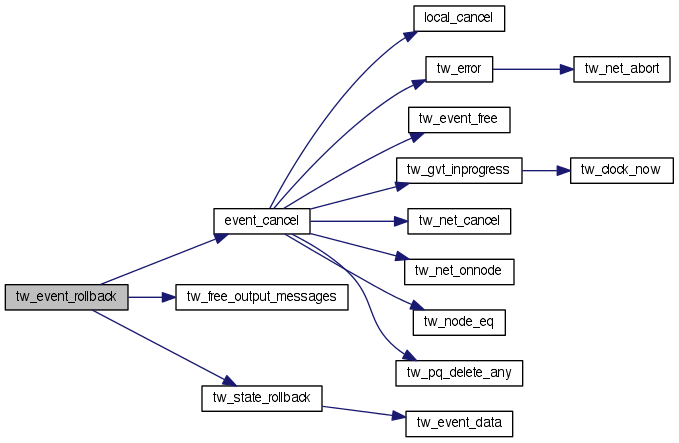 local_cancel
tw_error
tw_net_abort
tw_event_free
tw_gvt_inprogress
tw_clock_now
event_cancel
tw_net_cancel
tw_net_onnode
tw_event_rollback
tw_free_output_messages
tw_node_eq
tw_pq_delete_any
tw_state_rollback
tw_event_data